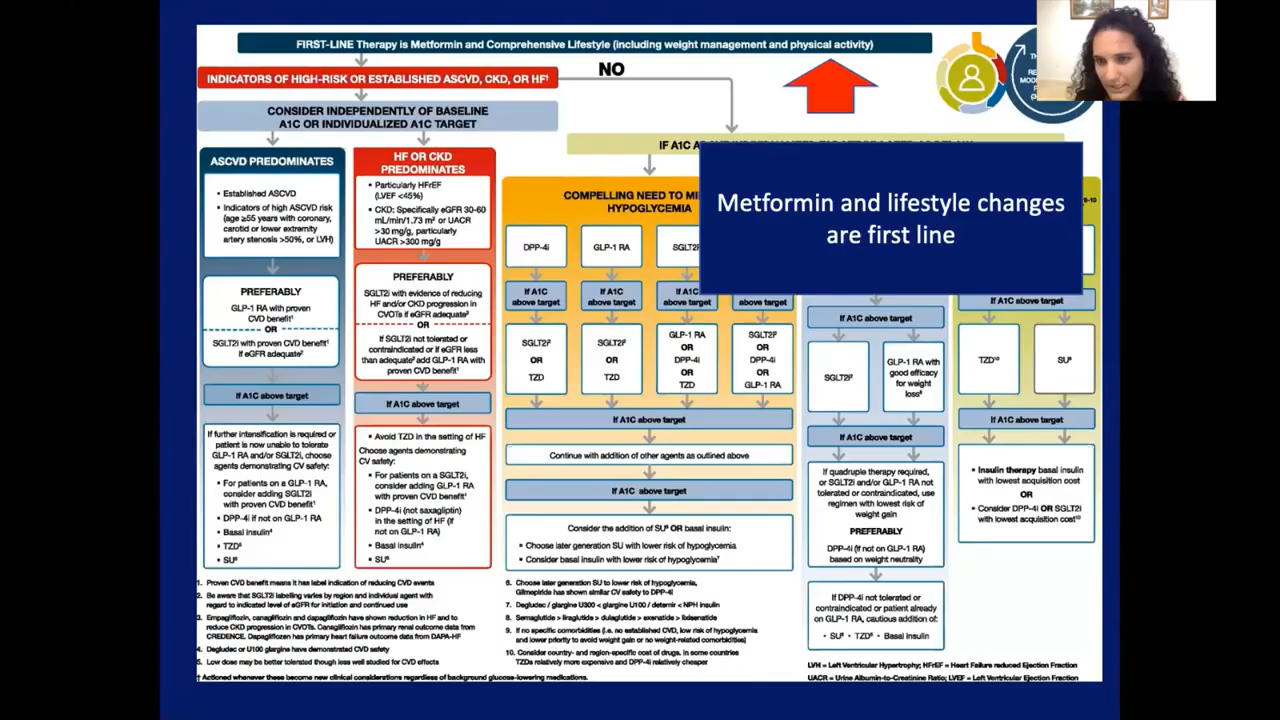 FIRST-LINE Therapy is Metformin and Comprehensive Lifestyle (including weight management and physical activity)
INDICATORS OF HIGH-RISK OR ESTABLISHED ASCVD, CKD, OR HF†
NO
CONSIDER INDEPENDENTLY OF BASELINE
A1C OR INDIVIDUALIZED A1C TARGET
ASCVD PREDOMINATES
• Established ASCVD
• Indicators of high ASCVD risk
(age ≥55 years with coronary,
carotid or lower extremity
artery stenosis >50%, or LVH)
PREFERABLY
GLP-1 RA with proven
CVD benefit¹
OR
SGLT2i with proven CVD benefit¹
if eGFR adequate²
If A1C above target
If further intensification is required or
patient is now unable to tolerate
GLP-1 RA and/or SGLT2i, choose
agents demonstrating CV safety:
• For patients on a GLP-1 RA,
consider adding SGLT2i
with proven CVD benefit¹
• DPP-4i if not on GLP-1 RA
• Basal insulin⁴
• TZD⁵
• SU⁶
HF OR CKD
PREDOMINATES
• Particularly HFrEF
(LVEF <45%)
• CKD: Specifically eGFR 30-60
mL/min/1.73 m² or UACR
>30 mg/g, particularly
UACR >300 mg/g
PREFERABLY
SGLT2i with evidence of reducing
HF and/or CKD progression in
CVOTs if eGFR adequate³
OR
If SGLT2i not tolerated or
contraindicated or if eGFR less
than adequate² add GLP-1 RA with
proven CVD benefit¹
If A1C above target
• Avoid TZD in the setting of HF
Choose agents demonstrating
CV safety:
• For patients on a SGLT2i,
consider adding GLP-1 RA
with proven CVD benefit¹
• DPP-4i (not saxagliptin)
in the setting of HF (if
not on GLP-1 RA)
• Basal insulin⁴
• SU⁶
IF A1C
COMPELLING NEED TO
HYPOGLYCEMIA
Metformin and lifestyle changes
are first line
DPP-4i
GLP-1 RA
If A1C
above target
If A1C
above target
If A1C
above target
If A1C
above target
SGLT2i²
OR
TZD
SGLT2i²
OR
TZD
GLP-1 RA
OR
DPP-4i
OR
TZD
SGLT2i²
OR
DPP-4i
OR
GLP-1 RA
If A1C above target
Continue with addition of other agents as outlined above
If A1C above target
Consider the addition of SU⁶ OR basal insulin:
• Choose later generation SU with lower risk of hypoglycemia
• Consider basal insulin with lower risk of hypoglycemia⁷
If A1C above target
SGLT2i²
GLP-1 RA with
good efficacy
for weight
loss⁸
If A1C above target
If quadruple therapy required,
or SGLT2i and/or GLP-1 RA not
tolerated or contraindicated, use
regimen with lowest risk of
weight gain
PREFERABLY
DPP-4i (if not on GLP-1 RA)
based on weight neutrality
If DPP-4i not tolerated or
contraindicated or patient already
on GLP-1 RA, cautious addition of:
• SU⁶ • TZD⁵ • Basal insulin
If A1C above target
TZD¹⁰
SU⁶
If A1C above target
• Insulin therapy basal insulin
with lowest acquisition cost
OR
• Consider DPP-4i OR SGLT2i
with lowest acquisition cost¹⁰
1. Proven CVD benefit means it has label indication of reducing CVD events
2. Be aware that SGLT2i labelling varies by region and individual agent with
regard to indicated level of eGFR for initiation and continued use
3. Empagliflozin, canagliflozin and dapagliflozin have shown reduction in HF and to
reduce CKD progression in CVOTs. Canagliflozin has primary renal outcome data from
CREDENCE. Dapagliflozin has primary heart failure outcome data from DAPA-HF
4. Degludec or U100 glargine have demonstrated CVD safety
5. Low dose may be better tolerated though less well studied for CVD effects
6. Choose later generation SU to lower risk of hypoglycemia,
Glimepiride has shown similar CV safety to DPP-4i
7. Degludec / glargine U300 < glargine U100 / detemir < NPH insulin
8. Semaglutide > liraglutide > dulaglutide > exenatide > lixisenatide
9. If no specific comorbidities (i.e. no established CVD, low risk of hypoglycemia
and lower priority to avoid weight gain or no weight-related comorbidities)
10. Consider country- and region-specific cost of drugs. In some countries
TZDs relatively more expensive and DPP-4i relatively cheaper
† Actioned whenever these become new clinical considerations regardless of background glucose-lowering medications.
LVH = Left Ventricular Hypertrophy; HFrEF = Heart Failure reduced Ejection Fraction
UACR = Urine Albumin-to-Creatinine Ratio; LVEF = Left Ventricular Ejection Fraction